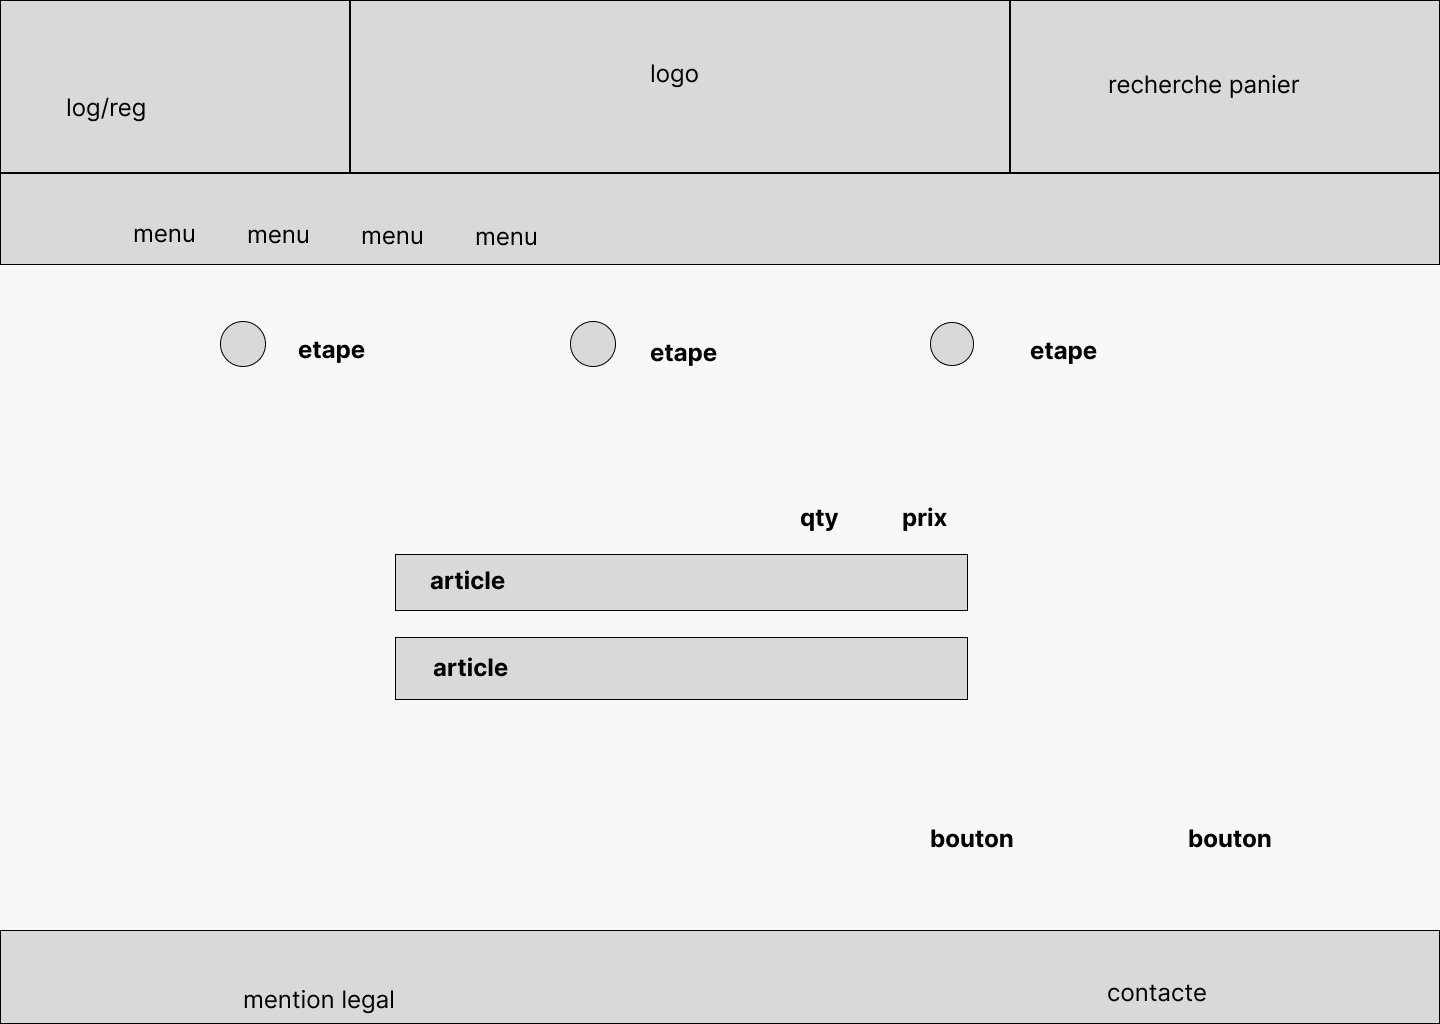 log/reg
logo
recherche panier
menu menu menu menu
etape etape etape
qty prix
article
article
bouton bouton
mention legal contacte